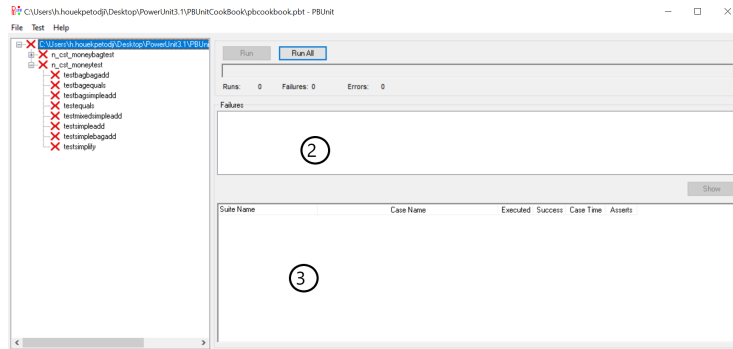 C:\Users\h.houekpetodji\Desktop\PowerUnit3.1\PBUnitCookBook\pbcookbook.pbt - PBUnit
File Test Help
C:\Users\h.houekpetodji\Desktop\PowerUnit3.1\PBUni
n_cst_moneybagtest
n_cst_moneytest
testbagbagadd
testbagequals
testbagsimpleadd
testequals
testmixedsimpleadd
testsimpleadd
testsimplebagadd
testsimplify
Run Run All
Runs: 0 Failures: 0 Errors: 0
Failures
2
Show
Suite Name Case Name Executed Success Case Time Asserts
3